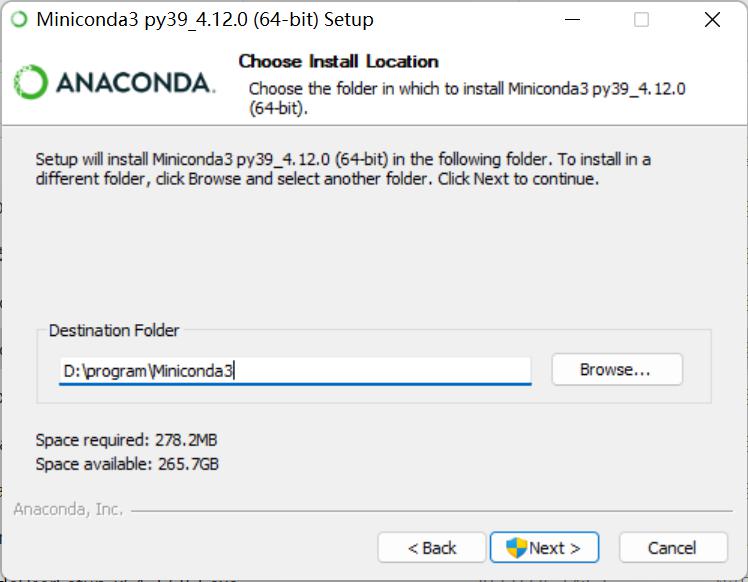 Miniconda3 py39_4.12.0 (64-bit) Setup
ANACONDA.
Choose Install Location
Choose the folder in which to install Miniconda3 py39_4.12.0
(64-bit).
Setup will install Miniconda3 py39_4.12.0 (64-bit) in the following folder. To install in a
different folder, click Browse and select another folder. Click Next to continue.
Destination Folder
D:\program\Miniconda3
Browse...
Space required: 278.2MB
Space available: 265.7GB
Anaconda, Inc.
< Back
Next >
Cancel